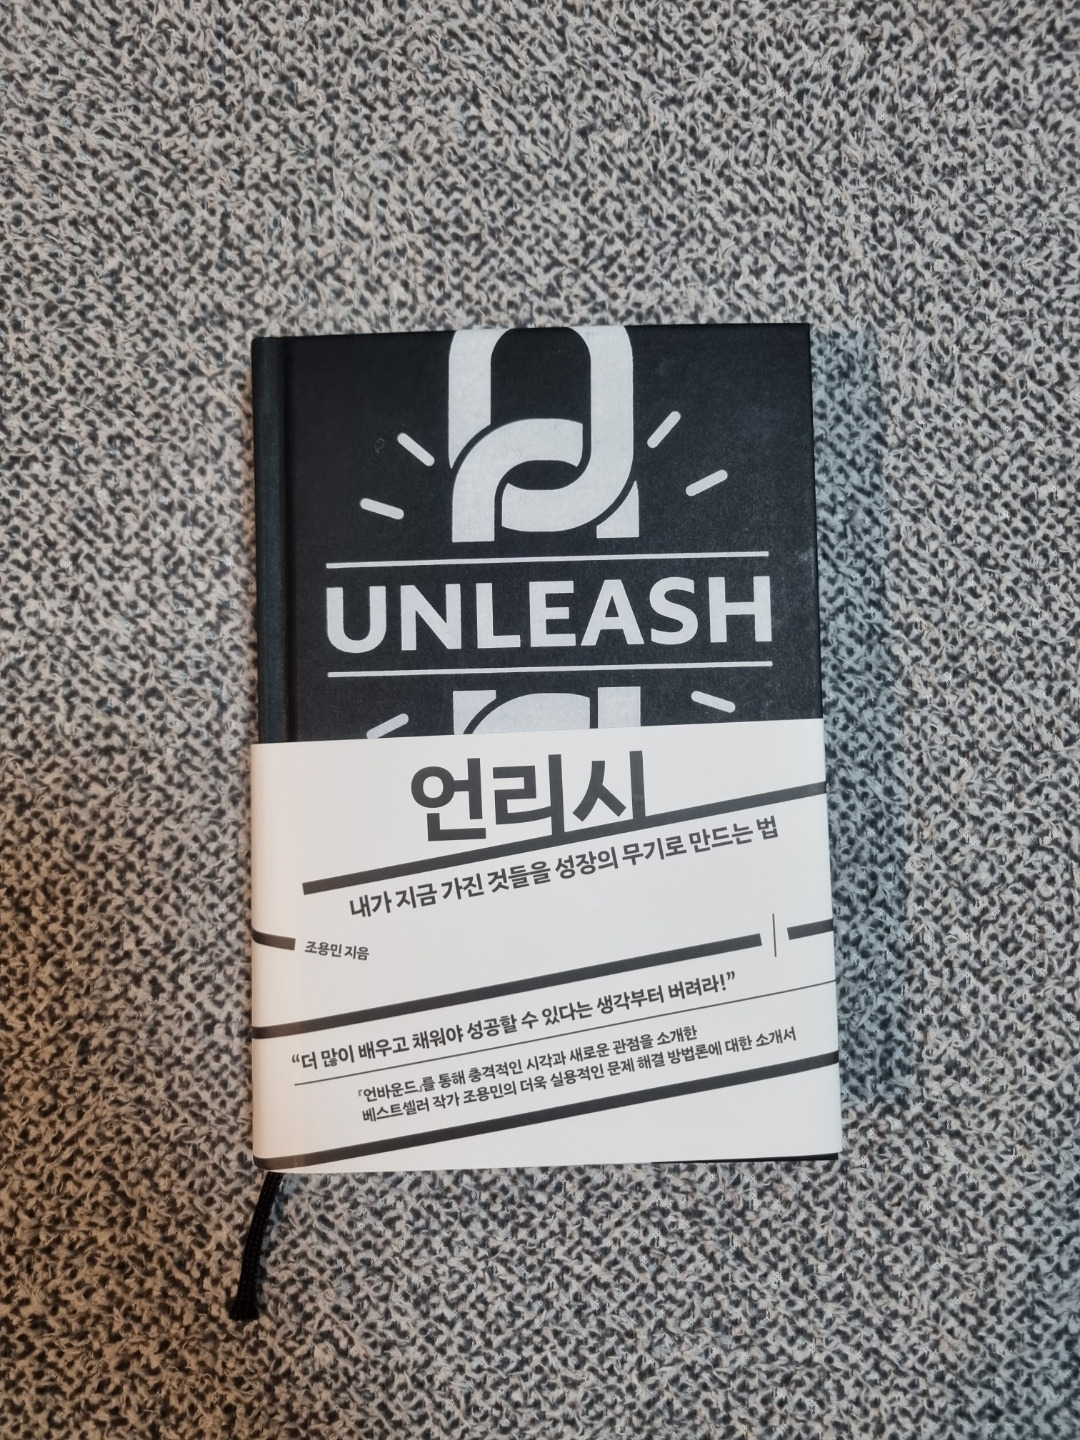 UNLEASH
언리시
내가 지금 가진 것들을 성장의 무기로 만드는 법
조용민 지음
“더 많이 배우고 채워야 성공할 수 있다는 생각부터 버려라!”
『언바운드』를 통해 충격적인 시각과 새로운 관점을 소개한
베스트셀러 작가 조용민의 더욱 실용적인 문제 해결 방법론에 대한 소개서